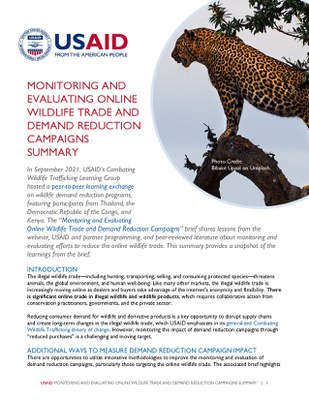 USAID
FROM THE AMERICAN PEOPLE
MONITORING AND
EVALUATING ONLINE
WILDLIFE TRADE AND
DEMAND REDUCTION
CAMPAIGNS
SUMMARY
Photo Credit:
Unsplash
In September 2021, USAID's Combating
Wildlife Trafficking Learning Group
hosted a peer-to-peer learning exchange
on wildlife demand reduction programs,
featuring participants from Thailand, the
Democratic Republic of the Congo, and
Kenya. The "Monitoring and Evaluating
Online Wildlife Trade and Demand Reduction Campaigns" brief shares lessons from the
webinar, USAID and partner programming, and peer-reviewed literature about monitoring and
evaluating efforts to reduce the online wildlife trade. This summary provides a snapshot of the
learnings from the brief.
INTRODUCTION
The illegal wildlife trade—including hunting, transporting, selling, and consuming protected species—threatens
animals, the global environment, and human well-being. Like many other markets, the illegal wildlife trade is
increasingly moving online as dealers and buyers take advantage of the internet's anonymity and flexibility. There
is significant online trade in illegal wildlife and wildlife products, which requires collaborative action from
conservation practitioners, governments, and the private sector.
Reducing consumer demand for wildlife and derivative products is a key opportunity to disrupt supply chains
and create long-term changes in the illegal wildlife trade, which USAID emphasizes in its generalized Combating
Wildlife Trafficking theory of change. However, monitoring the impact of demand reduction campaigns through
"reduced purchases" is a challenging and moving target.
ADDITIONAL WAYS TO MEASURE DEMAND REDUCTION CAMPAIGN IMPACT
There are opportunities to utilize innovative methodologies to improve the monitoring and evaluation of
demand reduction campaigns, particularly those targeting the online wildlife trade. The associated brief highlights
USAID MONITORING AND EVALUATING ONLINE WILDLIFE TRADE AND DEMAND REDUCTION CAMPAIGNS SUMMARY | 1